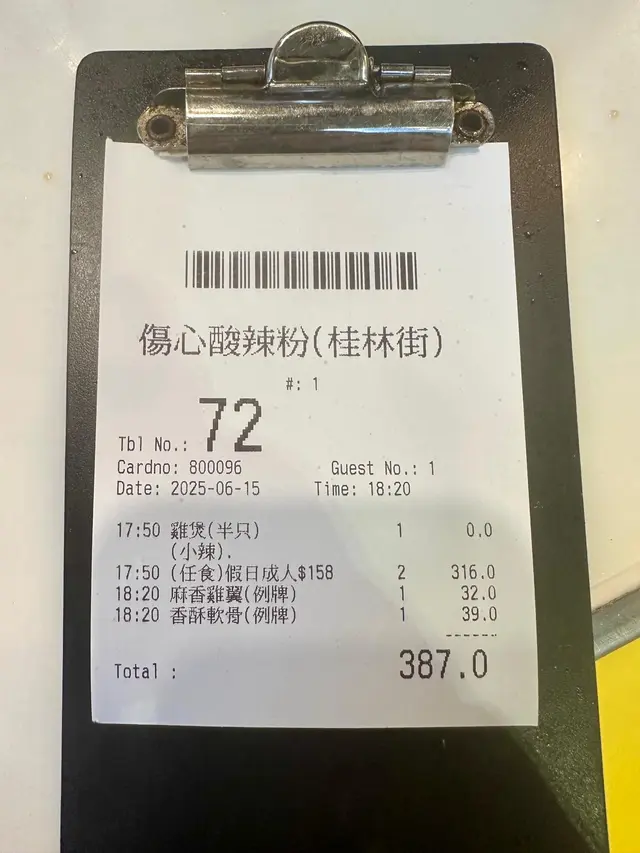 傷心酸辣粉(桂林街)
#: 1
Tbl No.: 72
Cardno: 800096 Guest No.: 1
Date: 2025-06-15 Time: 18:20
17:50 雞煲(半只) 1 0.0
(小辣).
17:50 (任食)假日成人$158 2 316.0
18:20 麻香雞翼(例牌) 1 32.0
18:20 香酥軟骨(例牌) 1 39.0
Total : 387.0